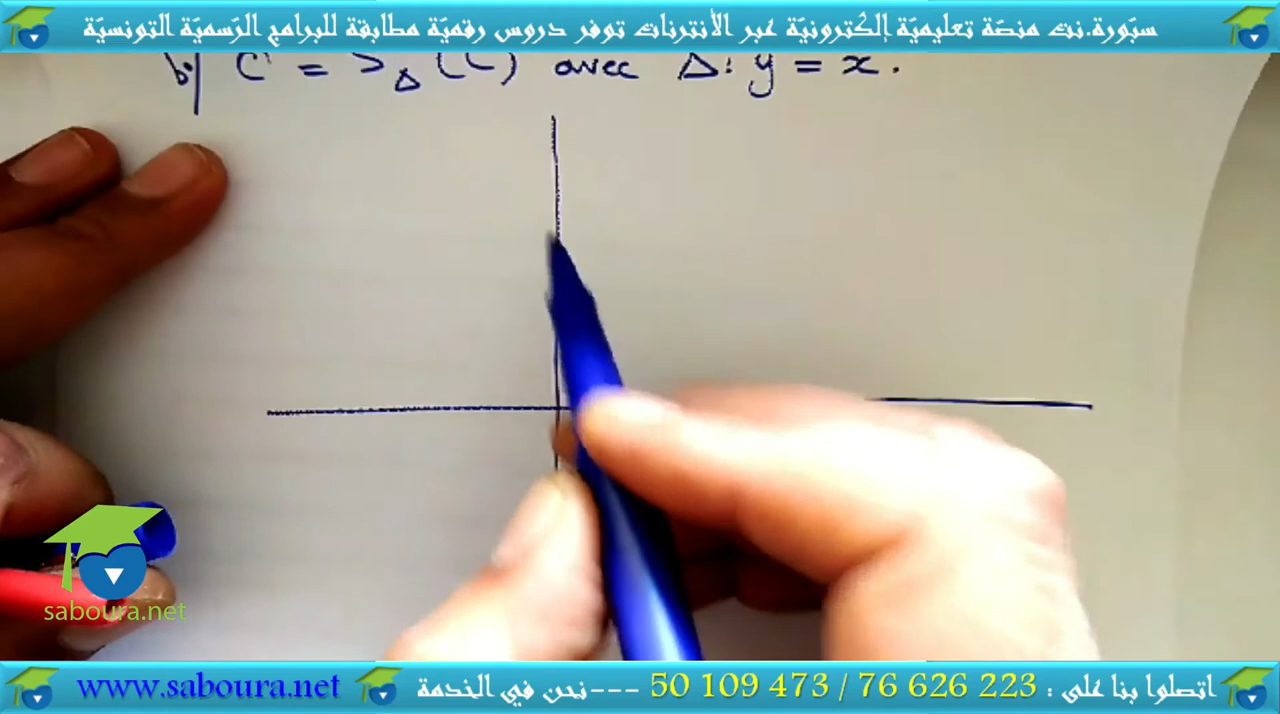 سبّورة.نت منصّة تعليميّة إلكترونيّة عبر الأنترنات توفر دروس رقميّة مطابقة للبرامج الرّسميّة التونسيّة
b) C' = S_Δ (C) avec Δ: y = x.
saboura.net
اتصلوا بنا على : 50 109 473 / 76 626 223 ---نحن في الخدمة www.saboura.net